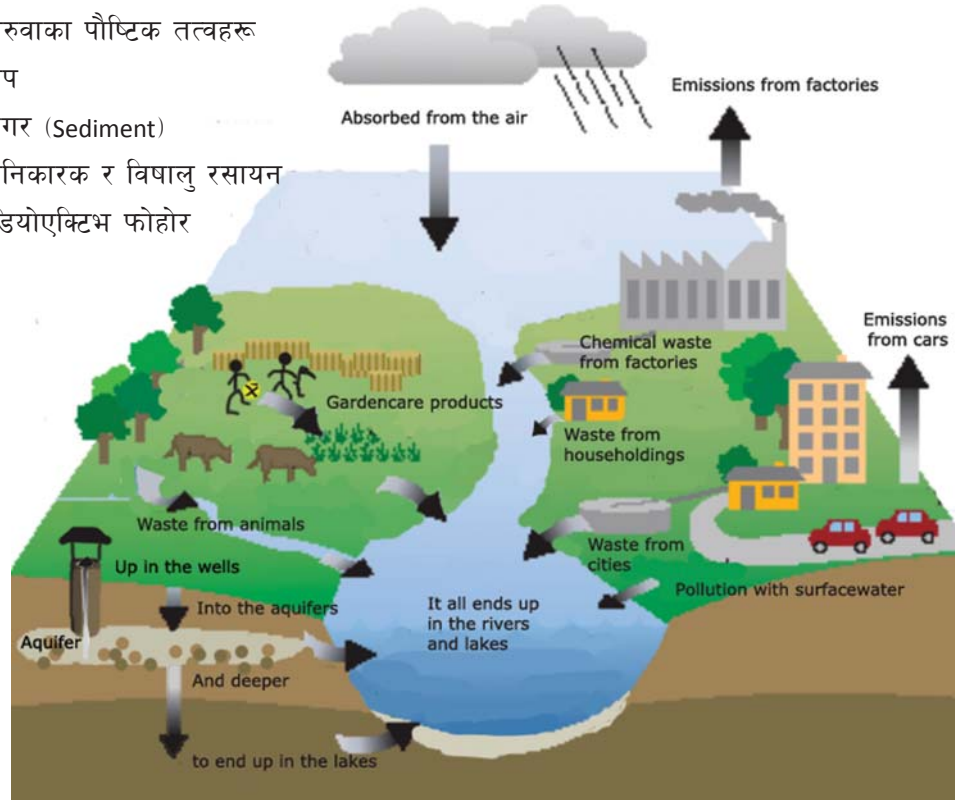 रुवाका पौष्टिक तत्वहरू
प
गर (Sediment)
निकारक र विषालु रसायन
डियोएक्टिभ फोहोर
Absorbed from the air
Emissions from factories
Emissions
from cars
Chemical waste
from factories
Gardencare products
Waste from
householdings
Waste from animals
Waste from
cities
Up in the wells
Pollution with surfacewater
Into the aquifers
It all ends up
in the rivers
and lakes
Aquifer
And deeper
to end up in the lakes